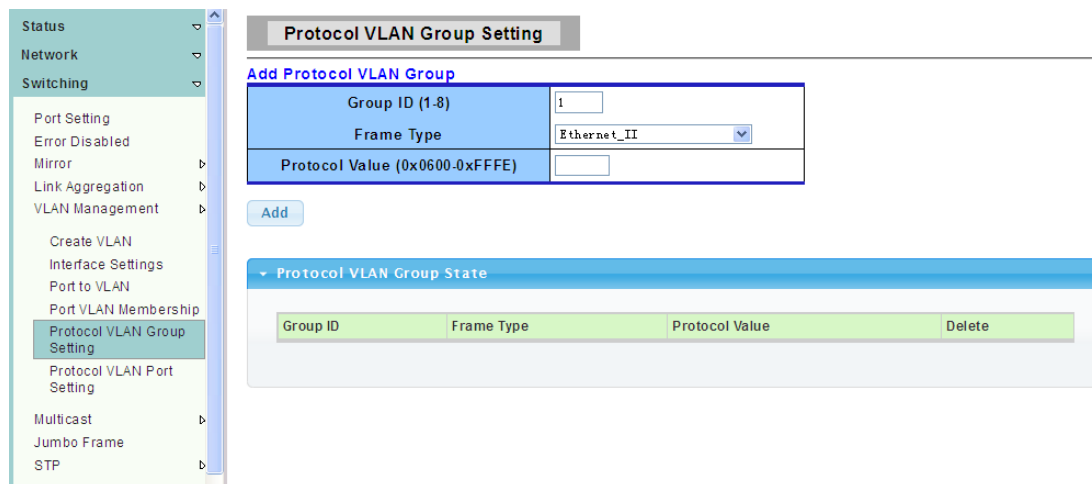 Status
Network
Switching
Port Setting
Error Disabled
Mirror
Link Aggregation
VLAN Management
Create VLAN
Interface Settings
Port to VLAN
Port VLAN Membership
Protocol VLAN Group
Setting
Protocol VLAN Port
Setting
Multicast
Jumbo Frame
STP
Protocol VLAN Group Setting
Add Protocol VLAN Group
Group ID (1-8) 1
Frame Type Ethernet_II
Protocol Value (0x0600-0xFFFE)
Add
Protocol VLAN Group State
Group ID Frame Type Protocol Value Delete